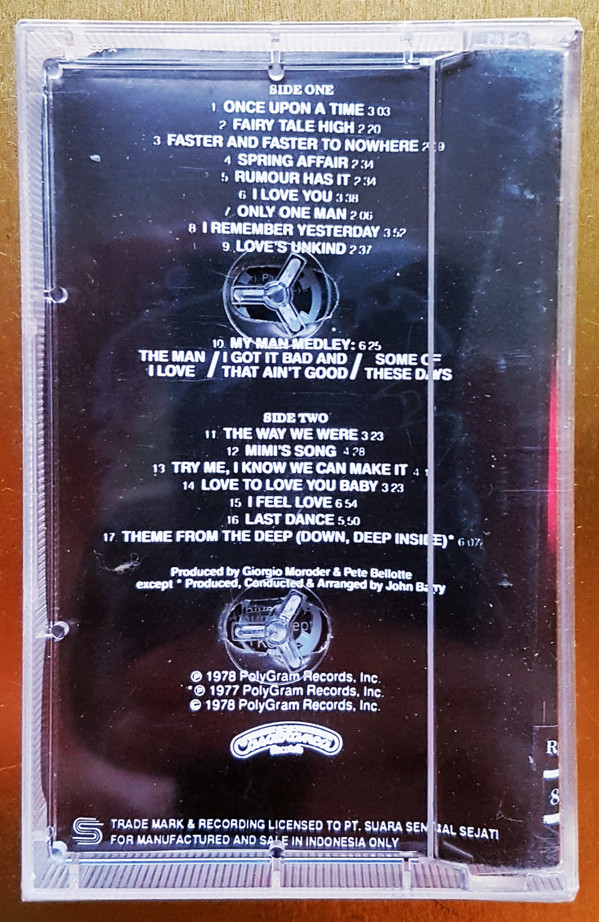 SIDE ONE
1 ONCE UPON A TIME 3 03
2 FAIRY TALE HIGH 2 20
3 FASTER AND FASTER TO NOWHERE
4 SPRING AFFAIR 2 34
5 RUMOUR HAS IT 2 34
6 I LOVE YOU 3 38
7 ONLY ONE MAN 2 06
8 I REMEMBER YESTERDAY 3 52
9. LOVE'S UNKIND 2 37
10 MY MAN MEDLEY: 6 25
THE MAN / I GOT IT BAD AND / SOME OF
I LOVE / THAT AIN'T GOOD / THESE DAYS
SIDE TWO
11 THE WAY WE WERE 3 23
12 MIMI'S SONG 4 28
13 TRY ME, I KNOW WE CAN MAKE IT
14 LOVE TO LOVE YOU BABY 3 23
15 I FEEL LOVE 6 54
16 LAST DANCE 5,50
17 THEME FROM THE DEEP (DOWN, DEEP INSIDE)* 6 07
Produced by Giorgio Moroder & Pete Bellotte
except * Produced, Conducted & Arranged by John Barry
℗ 1978 PolyGram Records, Inc.
*℗ 1977 PolyGram Records, Inc.
© 1978 PolyGram Records, Inc.
Casablanca
Records
TRADE MARK & RECORDING LICENSED TO PT. SUARA SENTRAL SEJATI
FOR MANUFACTURED AND SALE IN INDONESIA ONLY
R
8